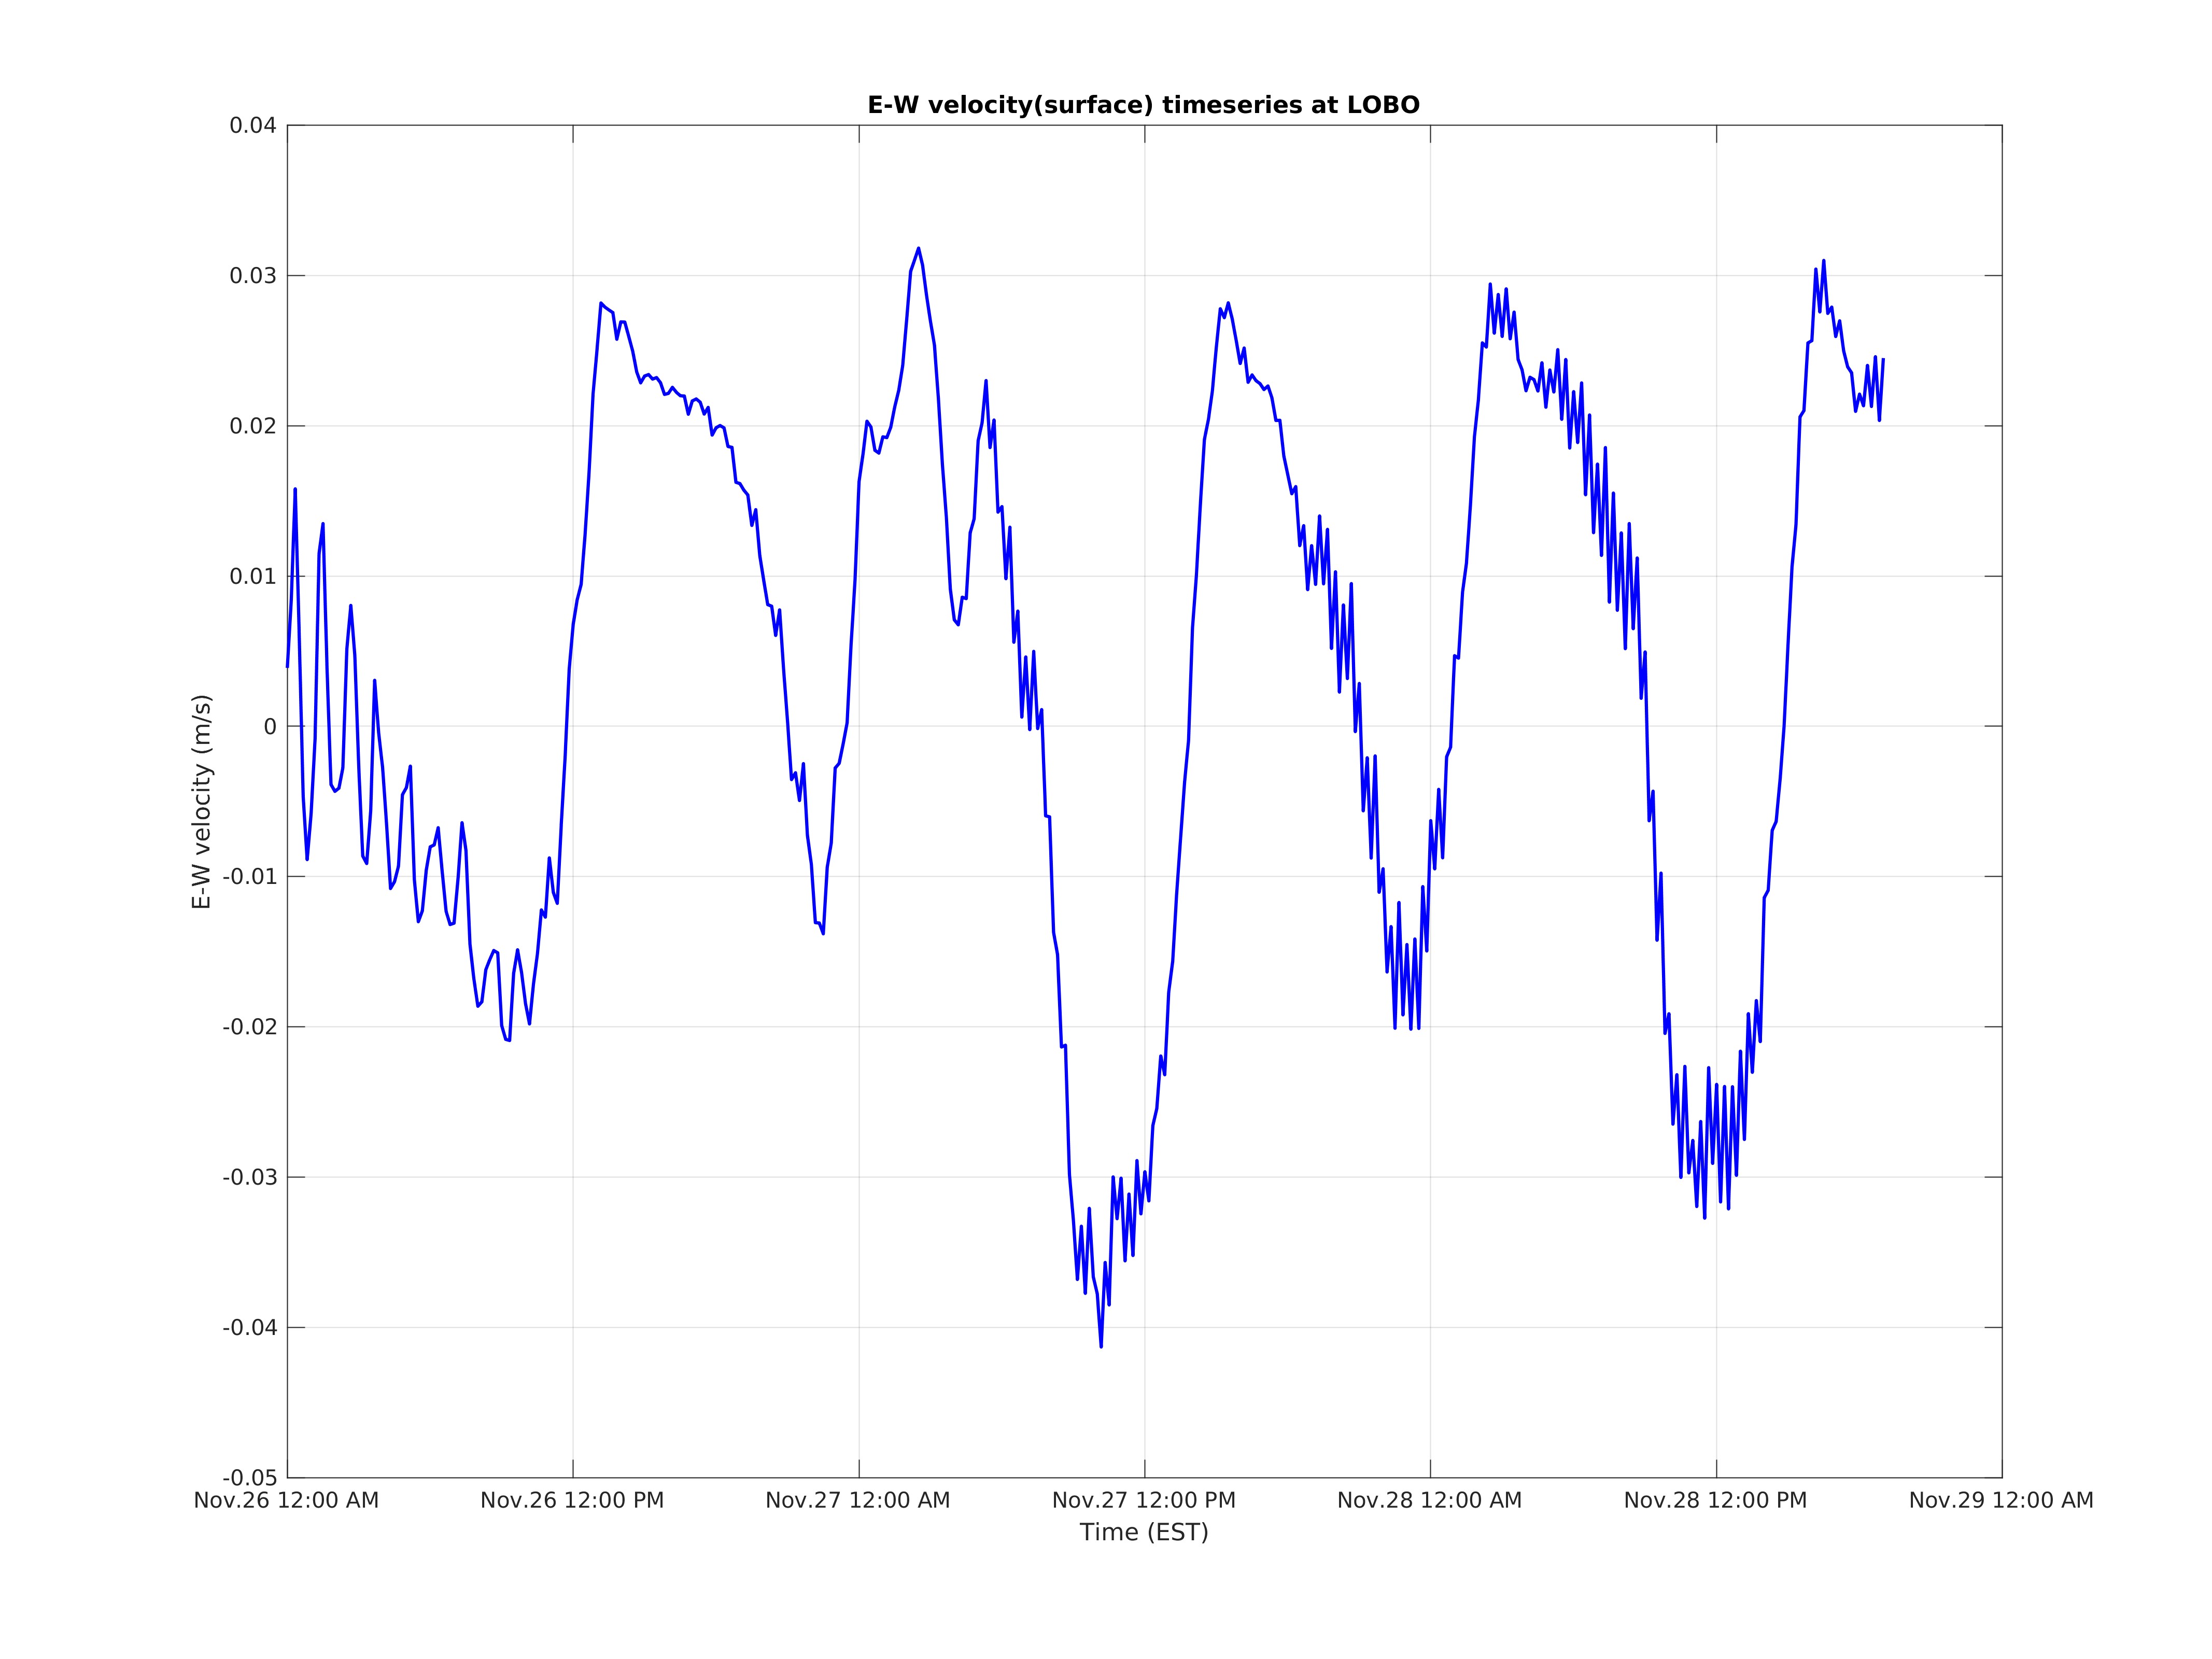 E-W velocity(surface) timeseries at LOBO
0.04
0.03
0.02
0.01
0
-0.01
-0.02
-0.03
-0.04
-0.05
E-W velocity (m/s)
Nov.26 12:00 AM
Nov.26 12:00 PM
Nov.27 12:00 AM
Nov.27 12:00 PM
Nov.28 12:00 AM
Nov.28 12:00 PM
Nov.29 12:00 AM
Time (EST)